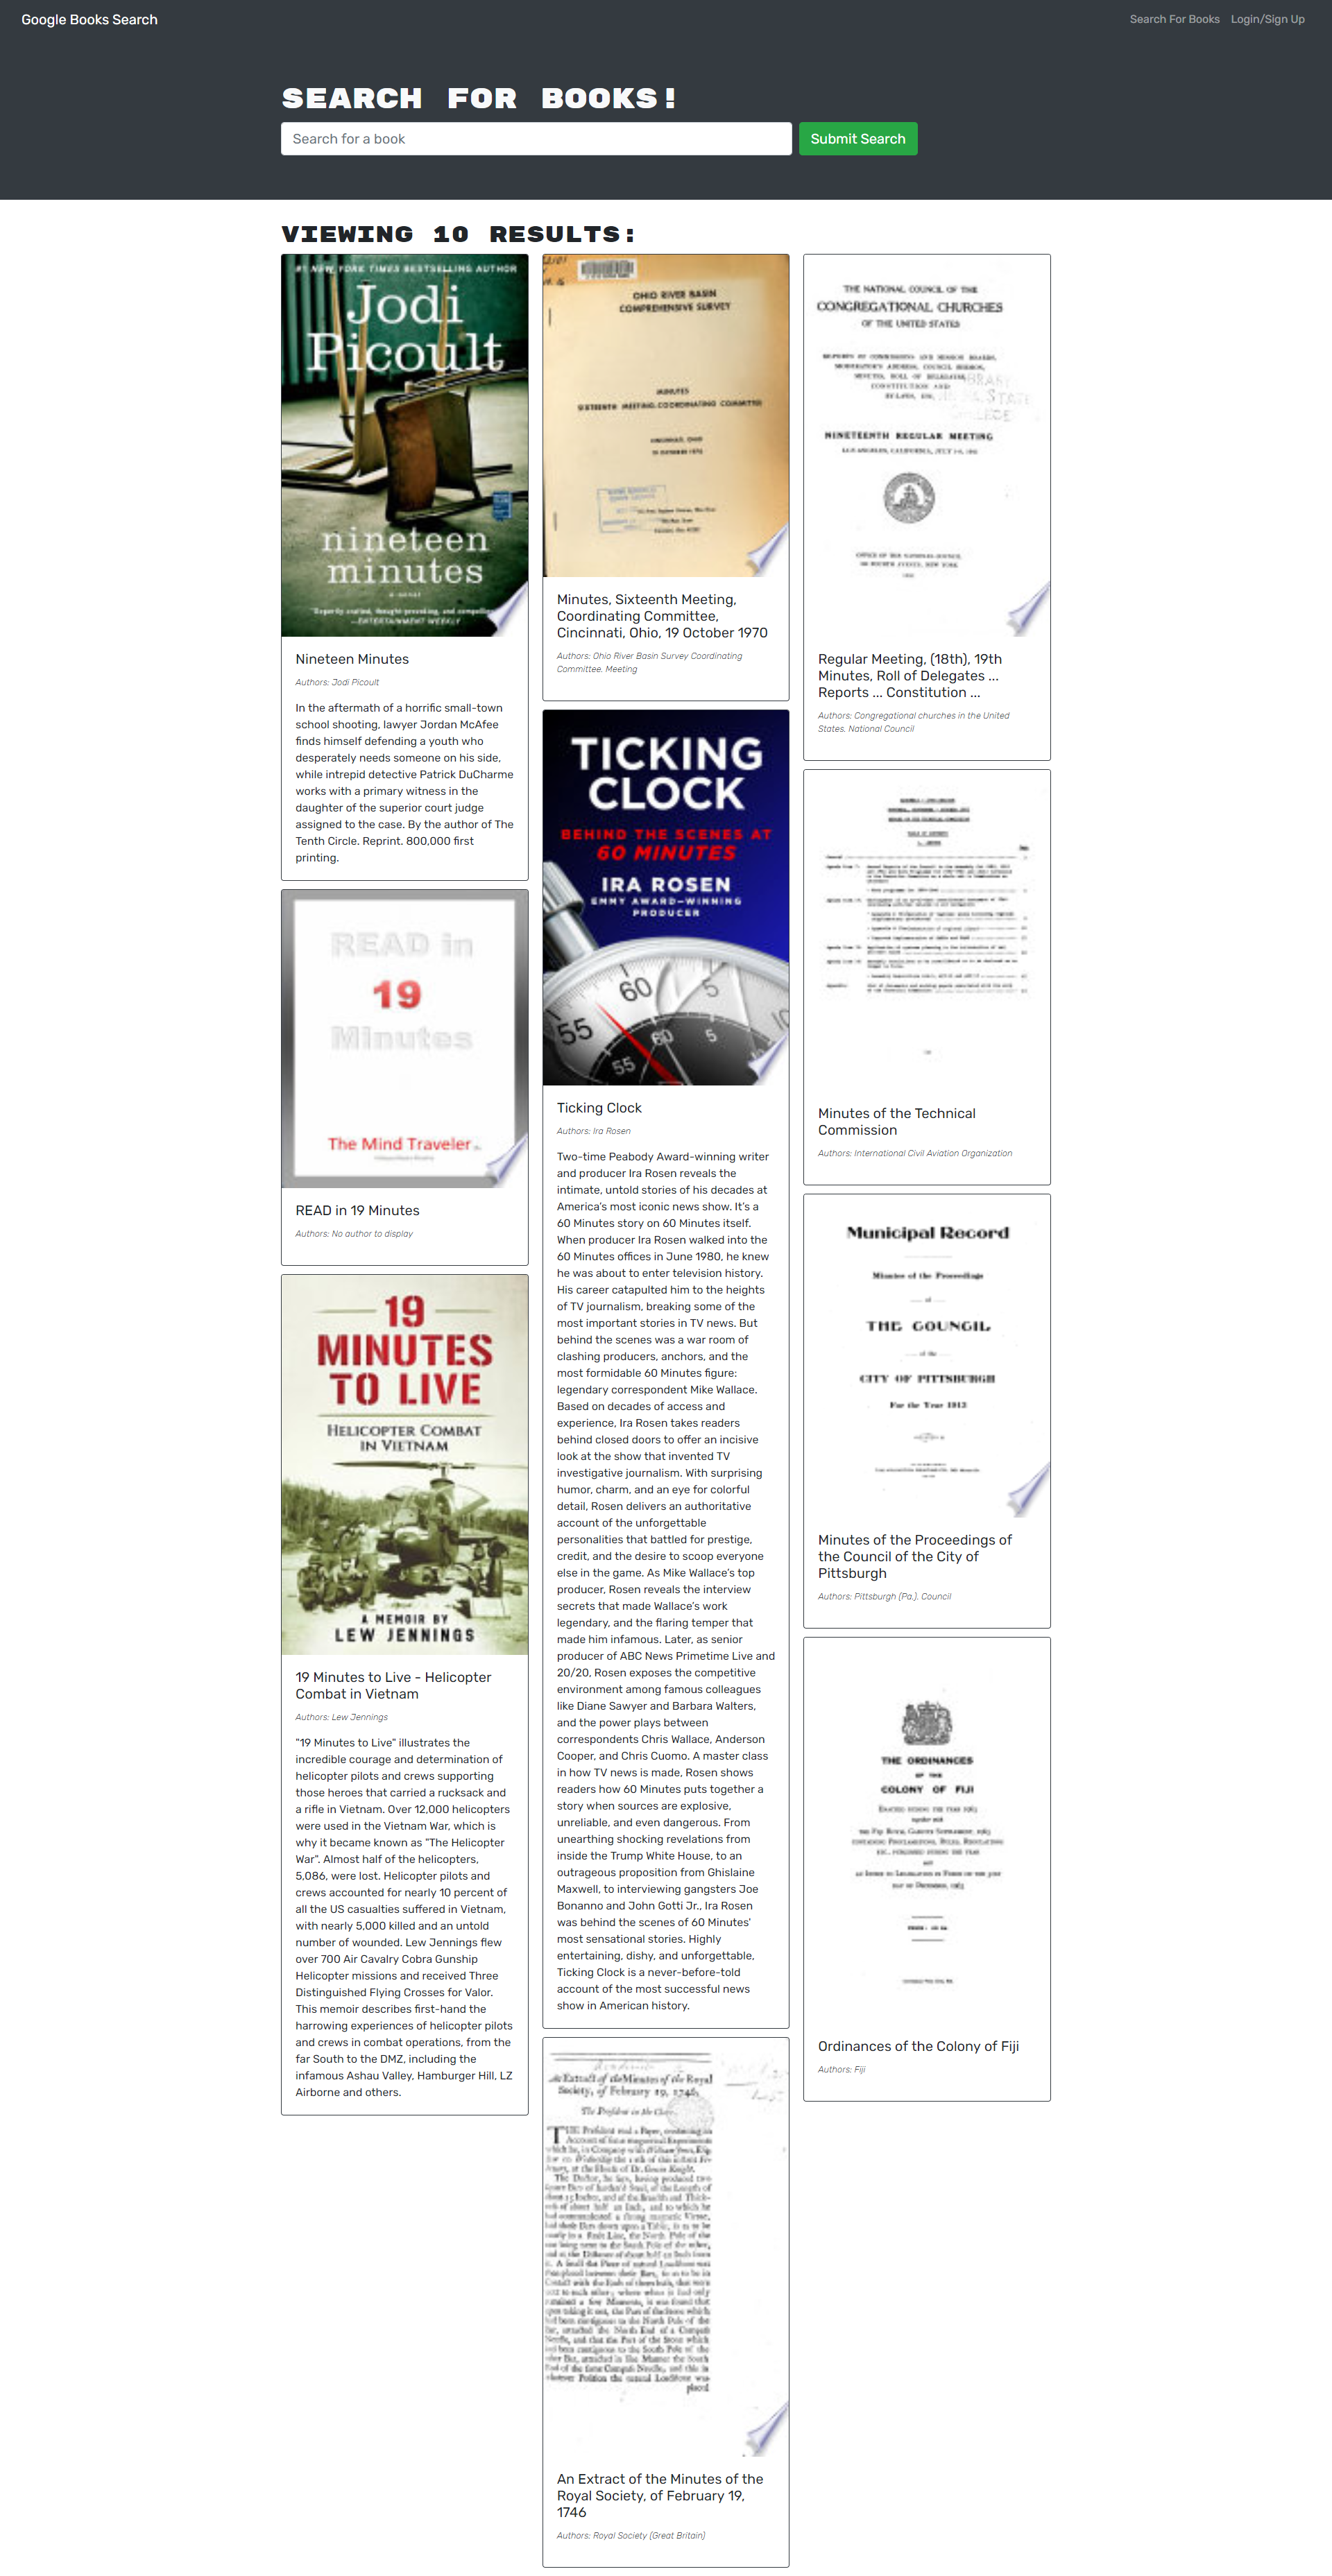 Google Books Search
Search For Books
Login/Sign Up
SEARCH FOR BOOKS!
Search for a book
Submit Search
VIEWING 10 RESULTS:
#1 NEW YORK TIMES BESTSELLING AUTHOR
Jodi
Picoult
nineteen
minutes
a novel
—ENTERTAINMENT WEEKLY
Nineteen Minutes
Authors: Jodi Picoult
In the aftermath of a horrific small-town
school shooting, lawyer Jordan McAfee
finds himself defending a youth who
desperately needs someone on his side,
while intrepid detective Patrick DuCharme
works with a primary witness in the
daughter of the superior court judge
assigned to the case. By the author of The
Tenth Circle. Reprint. 800,000 first
printing.
READ in
19
Minutes
The Mind Traveler
READ in 19 Minutes
Authors: No author to display
19
MINUTES
TO LIVE
HELICOPTER COMBAT
IN VIETNAM
A MEMOIR BY
LEW JENNINGS
19 Minutes to Live - Helicopter
Combat in Vietnam
Authors: Lew Jennings
"19 Minutes to Live" illustrates the
incredible courage and determination of
helicopter pilots and crews supporting
those heroes that carried a rucksack and
a rifle in Vietnam. Over 12,000 helicopters
were used in the Vietnam War, which is
why it became known as "The Helicopter
War". Almost half of the helicopters,
5,086, were lost. Helicopter pilots and
crews accounted for nearly 10 percent of
all the US casualties suffered in Vietnam,
with nearly 5,000 killed and an untold
number of wounded. Lew Jennings flew
over 700 Air Cavalry Cobra Gunship
Helicopter missions and received Three
Distinguished Flying Crosses for Valor.
This memoir describes first-hand the
harrowing experiences of helicopter pilots
and crews in combat operations, from the
far South to the DMZ, including the
infamous Ashau Valley, Hamburger Hill, LZ
Airborne and others.
OHIO RIVER BASIN
COMPREHENSIVE SURVEY
MINUTES
SIXTEENTH MEETING, COORDINATING COMMITTEE
CINCINNATI, OHIO
19 OCTOBER 1970
Minutes, Sixteenth Meeting,
Coordinating Committee,
Cincinnati, Ohio, 19 October 1970
Authors: Ohio River Basin Survey Coordinating
Committee. Meeting
TICKING
CLOCK
BEHIND THE SCENES AT
60 MINUTES
IRA ROSEN
EMMY AWARD-WINNING
PRODUCER
60
5
55
10
60
5
55
Ticking Clock
Authors: Ira Rosen
Two-time Peabody Award-winning writer
and producer Ira Rosen reveals the
intimate, untold stories of his decades at
America's most iconic news show. It's a
60 Minutes story on 60 Minutes itself.
When producer Ira Rosen walked into the
60 Minutes offices in June 1980, he knew
he was about to enter television history.
His career catapulted him to the heights
of TV journalism, breaking some of the
most important stories in TV news. But
behind the scenes was a war room of
clashing producers, anchors, and the
most formidable 60 Minutes figure:
legendary correspondent Mike Wallace.
Based on decades of access and
experience, Ira Rosen takes readers
behind closed doors to offer an incisive
look at the show that invented TV
investigative journalism. With surprising
humor, charm, and an eye for colorful
detail, Rosen delivers an authoritative
account of the unforgettable
personalities that battled for prestige,
credit, and the desire to scoop everyone
else in the game. As Mike Wallace's top
producer, Rosen reveals the interview
secrets that made Wallace's work
legendary, and the flaring temper that
made him infamous. Later, as senior
producer of ABC News Primetime Live and
20/20, Rosen exposes the competitive
environment among famous colleagues
like Diane Sawyer and Barbara Walters,
and the power plays between
correspondents Chris Wallace, Anderson
Cooper, and Chris Cuomo. A master class
in how TV news is made, Rosen shows
readers how 60 Minutes puts together a
story when sources are explosive,
unreliable, and even dangerous. From
unearthing shocking revelations from
inside the Trump White House, to an
outrageous proposition from Ghislaine
Maxwell, to interviewing gangsters Joe
Bonanno and John Gotti Jr., Ira Rosen
was behind the scenes of 60 Minutes'
most sensational stories. Highly
entertaining, dishy, and unforgettable,
Ticking Clock is a never-before-told
account of the most successful news
show in American history.
An Extract of the Minutes of the Royal
Society, of February 19, 1746.
The President in the Chair.
An Extract of the Minutes of the
Royal Society, of February 19,
1746
Authors: Royal Society (Great Britain)
THE NATIONAL COUNCIL OF THE
CONGREGATIONAL CHURCHES
OF THE UNITED STATES
NINETEENTH REGULAR MEETING
Regular Meeting, (18th), 19th
Minutes, Roll of Delegates ...
Reports ... Constitution ...
Authors: Congregational churches in the United
States. National Council
Minutes of the Technical
Commission
Authors: International Civil Aviation Organization
Municipal Record
Minutes of the Proceedings
of
THE COUNCIL
of the
CITY OF PITTSBURGH
For the Year 1912
Minutes of the Proceedings of
the Council of the City of
Pittsburgh
Authors: Pittsburgh (Pa.). Council
THE ORDINANCES
OF THE
COLONY OF FIJI
Ordinances of the Colony of Fiji
Authors: Fiji